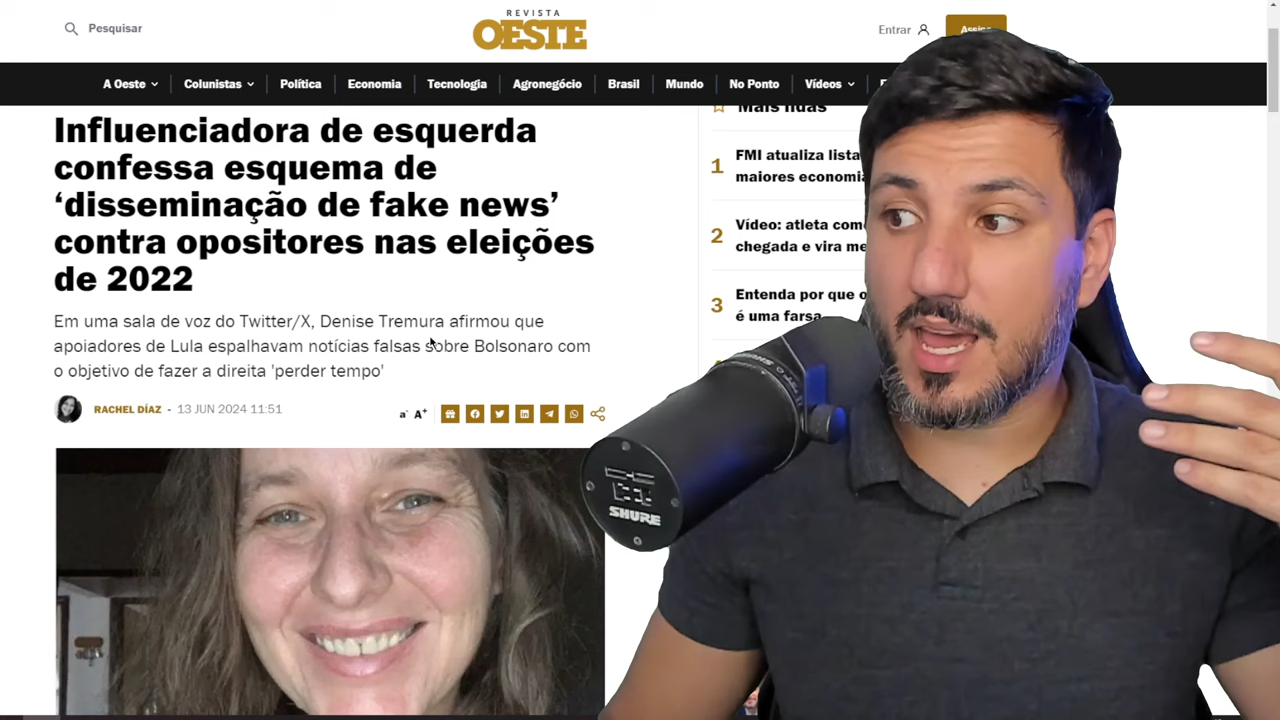 Pesquisar
REVISTA
OESTE
Entrar
A Oeste
Colunistas
Política
Economia
Tecnologia
Agronegócio
Brasil
Mundo
No Ponto
Vídeos
Influenciadora de esquerda
confessa esquema de
‘disseminação de fake news’
contra opositores nas eleições
de 2022
Em uma sala de voz do Twitter/X, Denise Tremura afirmou que
apoiadores de Lula espalhavam notícias falsas sobre Bolsonaro com
o objetivo de fazer a direita 'perder tempo'
RACHEL DÍAZ - 13 JUN 2024 11:51
a- A+
Mais lidas
1
FMI atualiza lista
maiores
2
Vídeo: atleta
chegada e vira
3
Entenda por que o
é uma farsa
SHURE